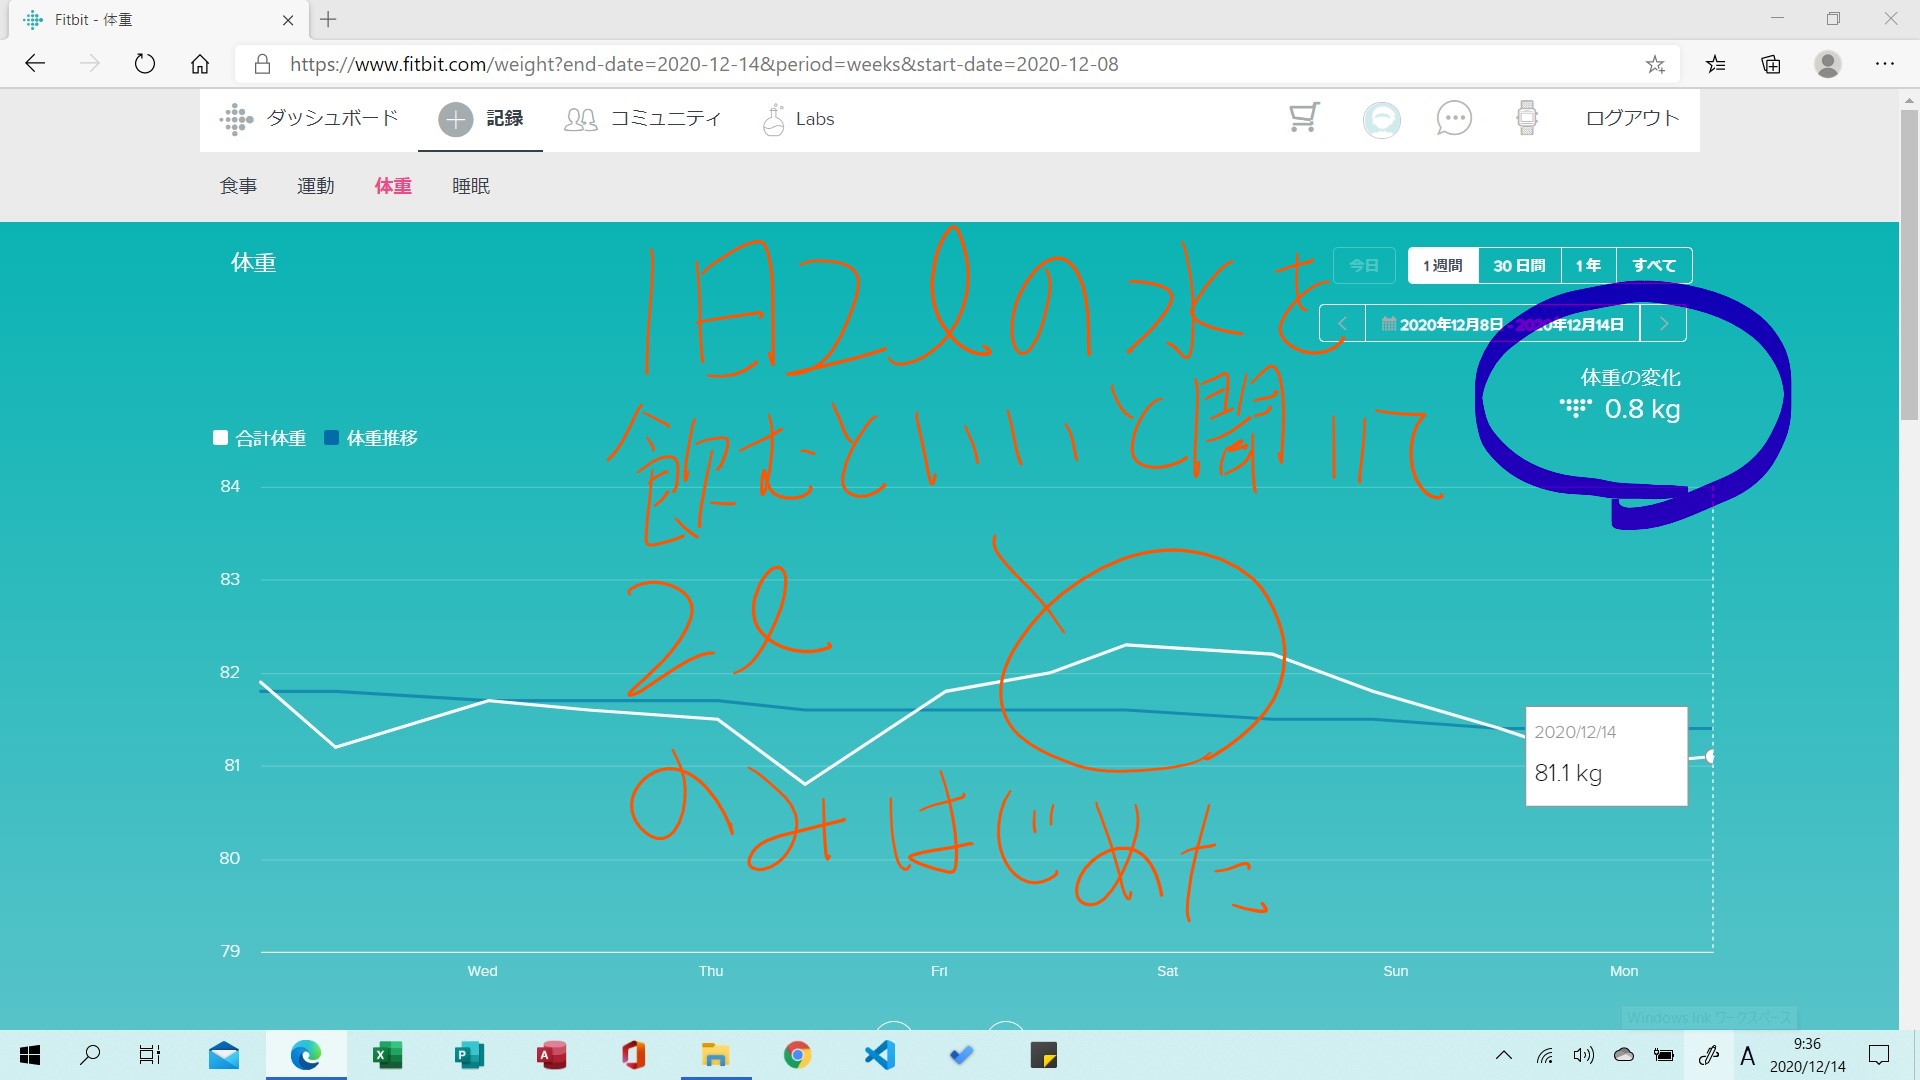 Fitbit - 体重
https://www.fitbit.com/weight?end-date=2020-12-14&period=weeks&start-date=2020-12-08
ダッシュボード 記録 コミュニティ Labs ログアウト
食事 運動 体重 睡眠
体重
今日 1週間 30日間 1年 すべて
2020年12月8日 - 2020年12月14日
体重の変化
0.8 kg
合計体重 体重推移
1日2lの水を
飲むといいと聞いて
2l
のみはじめた
84
83
82
81
80
79
2020/12/14
81.1 kg
Wed Thu Fri Sat Sun Mon
Windows Ink ワークスペース
A
9:36
2020/12/14